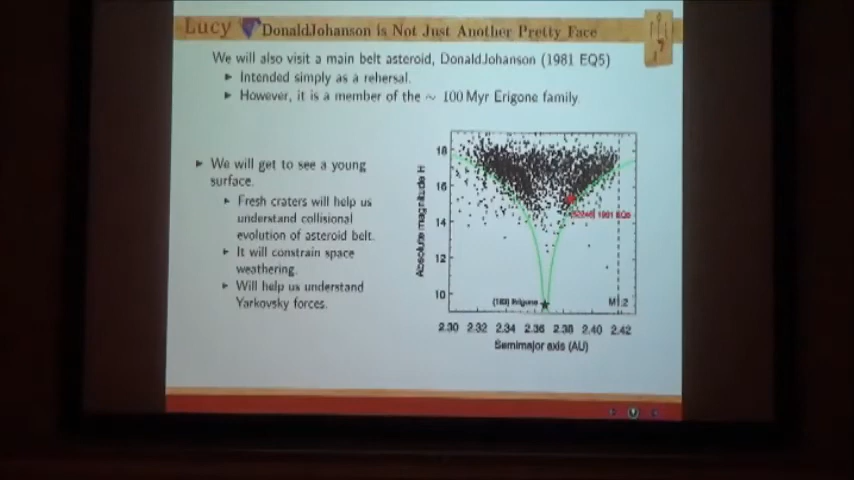 Lucy DonaldJohanson is Not Just Another Pretty Face
We will also visit a main belt asteroid, DonaldJohanson (1981 EQ5)
► Intended simply as a rehersal.
► However, it is a member of the ~ 100 Myr Erigone family.
► We will get to see a young
surface.
► Fresh craters will help us
understand collisional
evolution of asteroid belt.
► It will constrain space
weathering.
► Will help us understand
Yarkovsky forces.
Absolute magnitude H
18
16
14
12
10
1981 EQ5
(163) Erigone
M1:2
2.30 2.32 2.34 2.36 2.38 2.40 2.42
Semimajor axis (AU)